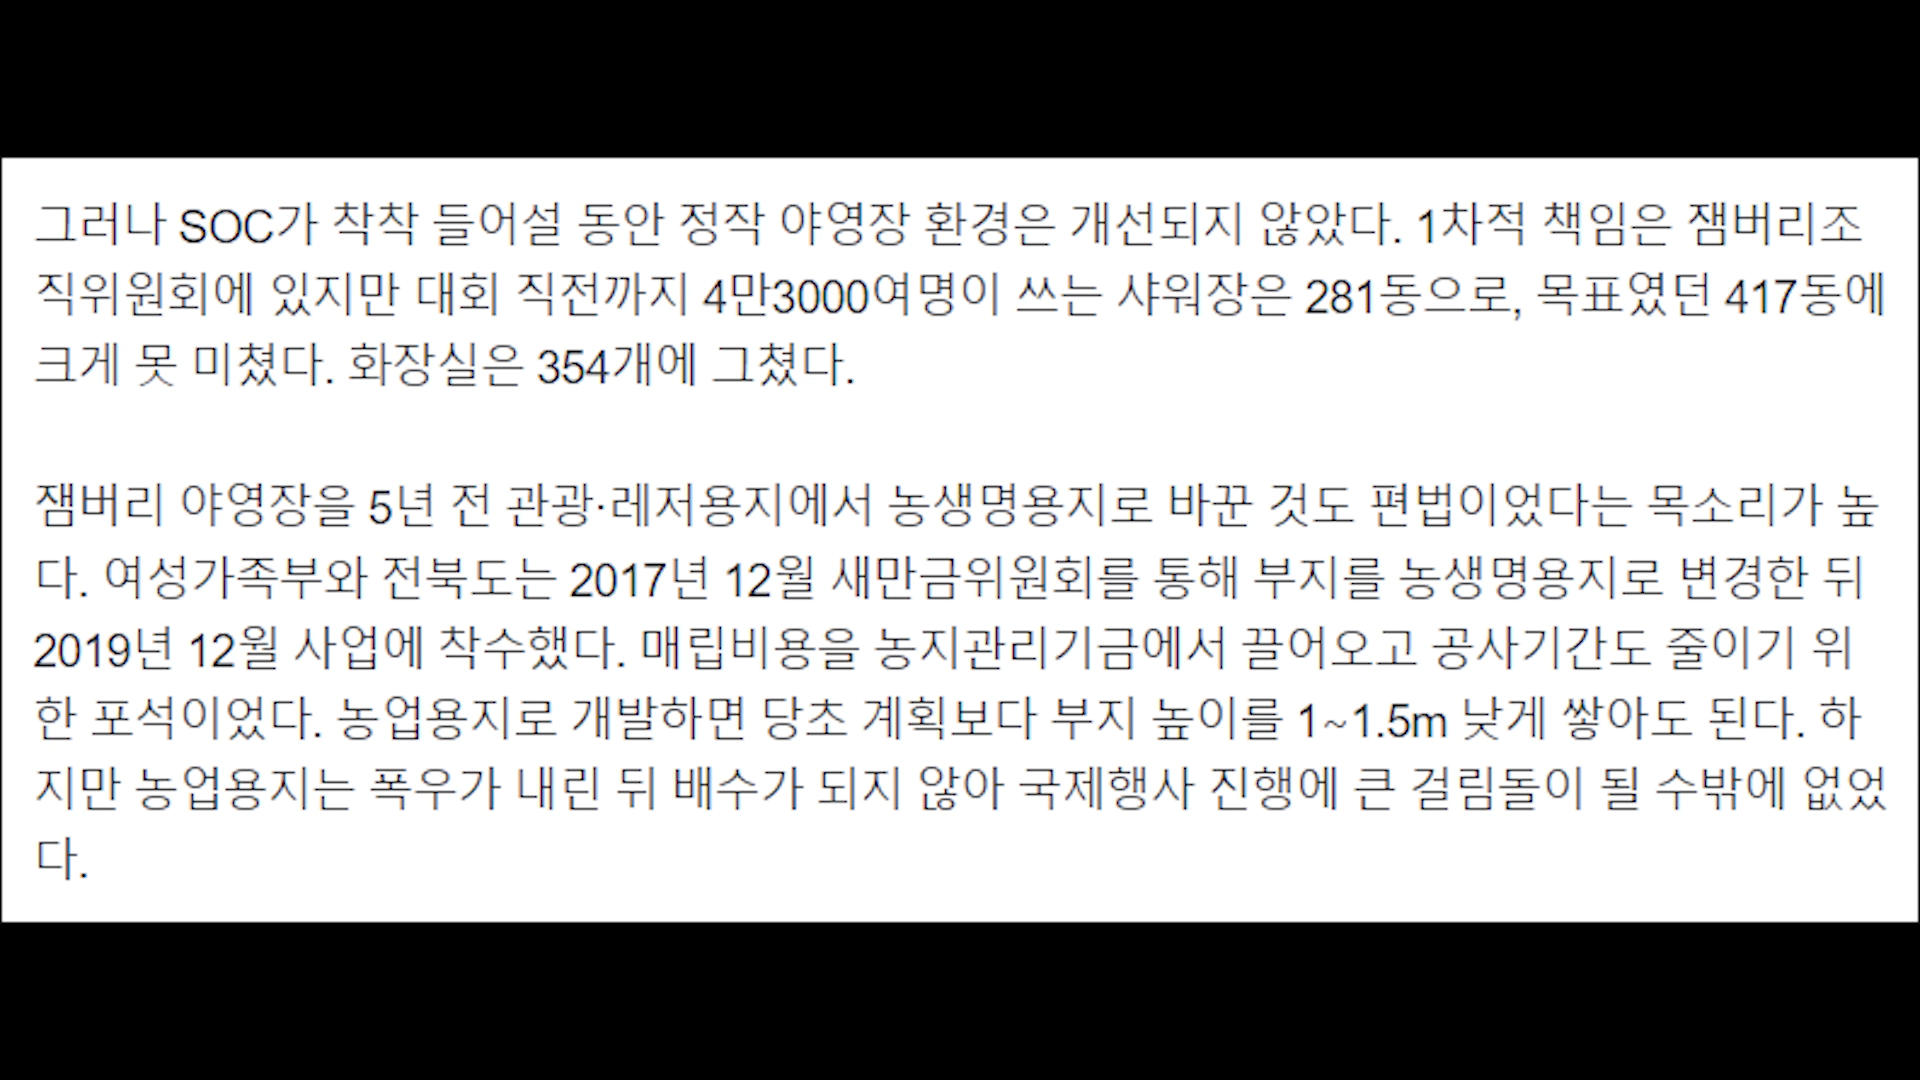 그러나 SOC가 착착 들어설 동안 정작 야영장 환경은 개선되지 않았다. 1차적 책임은 잼버리조
직위원회에 있지만 대회 직전까지 4만3000여명이 쓰는 샤워장은 281동으로, 목표였던 417동에
크게 못 미쳤다. 화장실은 354개에 그쳤다.
잼버리 야영장을 5년 전 관광·레저용지에서 농생명용지로 바꾼 것도 편법이었다는 목소리가 높
다. 여성가족부와 전북도는 2017년 12월 새만금위원회를 통해 부지를 농생명용지로 변경한 뒤
2019년 12월 사업에 착수했다. 매립비용을 농지관리기금에서 끌어오고 공사기간도 줄이기 위
한 포석이었다. 농업용지로 개발하면 당초 계획보다 부지 높이를 1~1.5m 낮게 쌓아도 된다. 하
지만 농업용지는 폭우가 내린 뒤 배수가 되지 않아 국제행사 진행에 큰 걸림돌이 될 수밖에 없었
다.